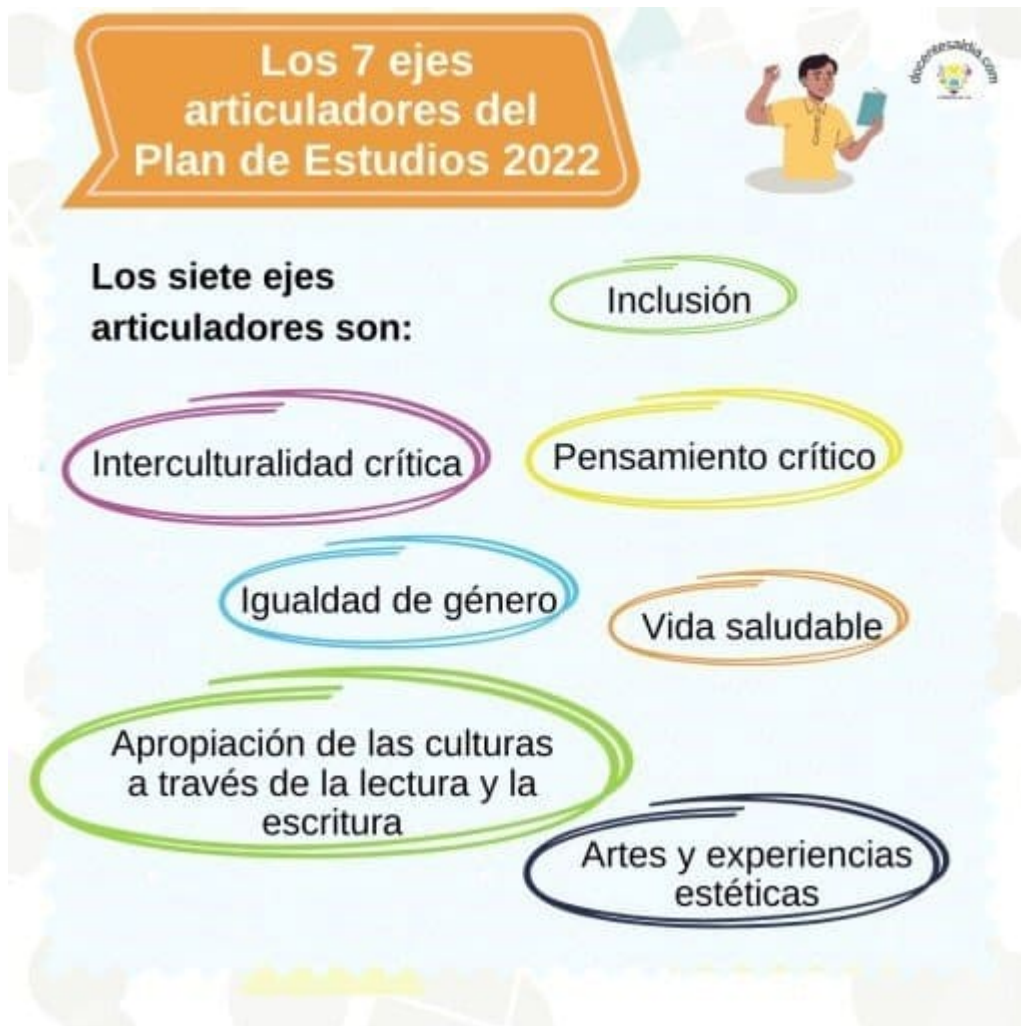 Los 7 ejes
articuladores del
Plan de Estudios 2022
docentesaldia.com
Los siete ejes
articuladores son:
Inclusión
Interculturalidad crítica
Pensamiento crítico
Igualdad de género
Vida saludable
Apropiación de las culturas
a través de la lectura y la
escritura
Artes y experiencias
estéticas